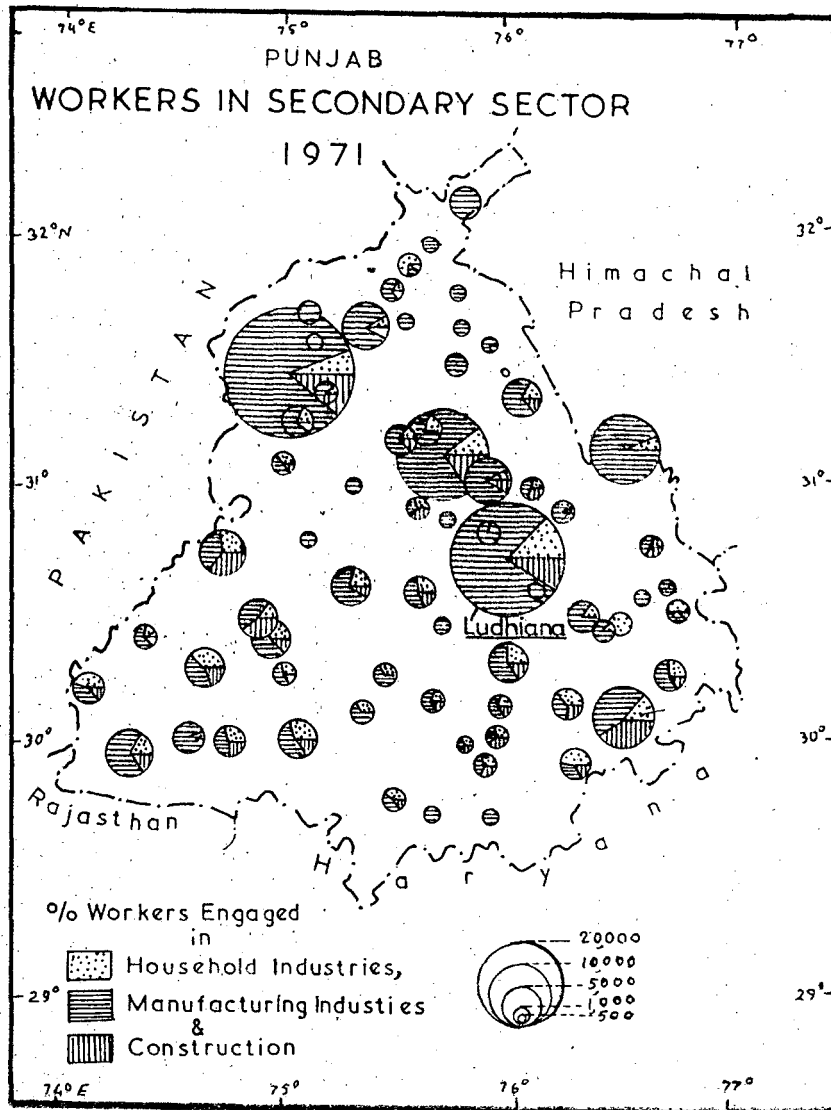 74°E 75° 76° 77°
PUNJAB
WORKERS IN SECONDARY SECTOR
1971
32°N 32°
Himachal
Pradesh
PAKISTAN
31° 31°
Ludhiana
30° 30°
Rajasthan
Haryana
% Workers Engaged
in
Household Industries,
Manufacturing Industies
&
Construction
20000
10000
5000
1000
500
29° 29°
74°E 75° 76° 77°